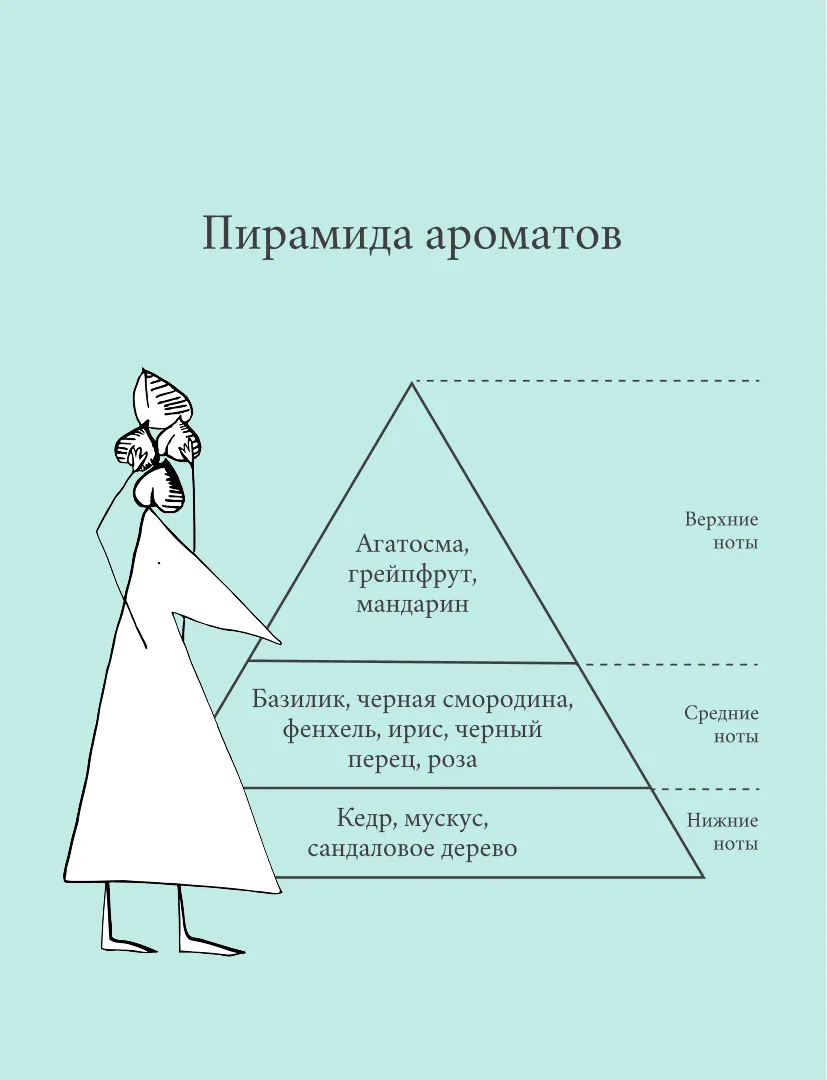 Пирамида ароматов
Агатосма,
грейпфрут,
мандарин
Верхние
ноты
Базилик, черная смородина,
фенхель, ирис, черный
перец, роза
Средние
ноты
Кедр, мускус,
сандаловое дерево
Нижние
ноты